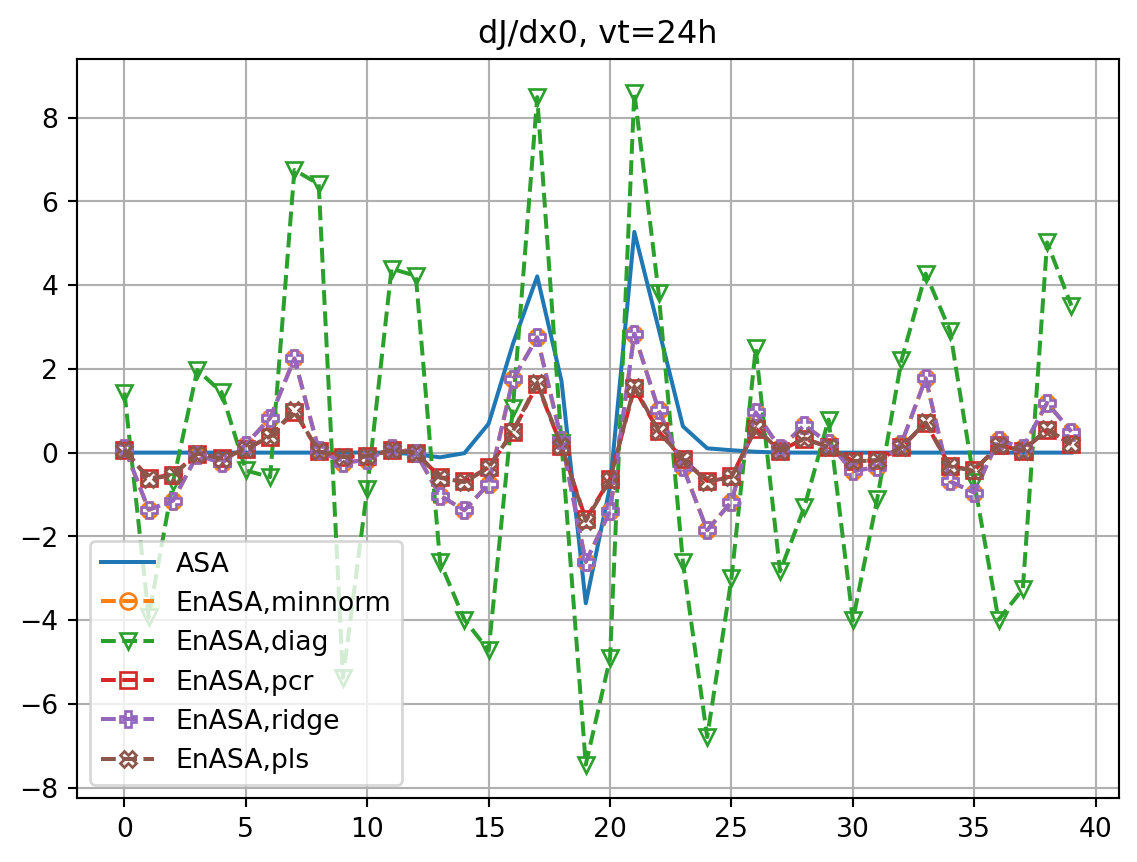 dJ/dx0, vt=24h
8
6
4
2
0
−2
−4
−6
−8
ASA
EnASA,minnorm
EnASA,diag
EnASA,pcr
EnASA,ridge
EnASA,pls
0 5 10 15 20 25 30 35 40